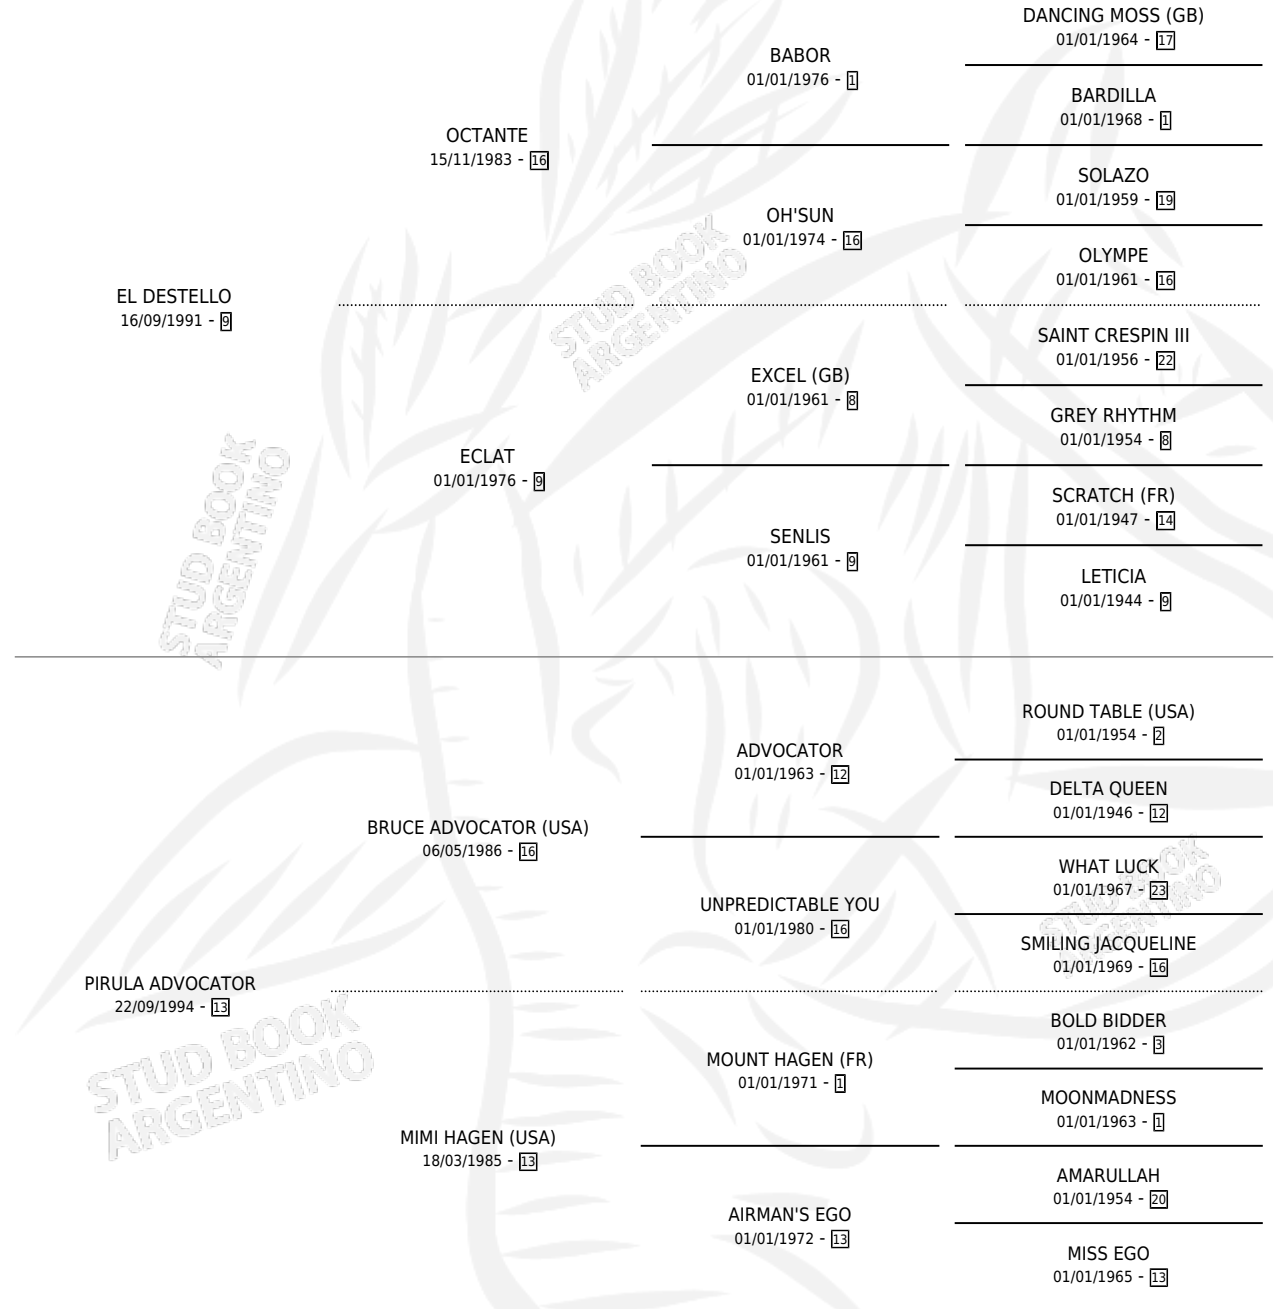 DANCING MOSS (GB)
01/01/1964 - 17
BABOR
01/01/1976 - 1
BARDILLA
01/01/1968 - 1
OCTANTE
15/11/1983 - 16
SOLAZO
01/01/1959 - 19
OH'SUN
01/01/1974 - 16
OLYMPE
01/01/1961 - 16
EL DESTELLO
16/09/1991 - 9
SAINT CRESPIN III
01/01/1956 - 22
EXCEL (GB)
01/01/1961 - 8
GREY RHYTHM
01/01/1954 - 8
ECLAT
01/01/1976 - 9
SCRATCH (FR)
01/01/1947 - 14
SENLIS
01/01/1961 - 9
LETICIA
01/01/1944 - 9
STUD BOOK
ARGENTINO
STUD BOOK
ARGENTINO
ROUND TABLE (USA)
01/01/1954 - 2
ADVOCATOR
01/01/1963 - 12
DELTA QUEEN
01/01/1946 - 12
BRUCE ADVOCATOR (USA)
06/05/1986 - 16
WHAT LUCK
01/01/1967 - 23
UNPREDICTABLE YOU
01/01/1980 - 16
SMILING JACQUELINE
01/01/1969 - 16
STUD BOOK
ARGENTINO
PIRULA ADVOCATOR
22/09/1994 - 13
BOLD BIDDER
01/01/1962 - 3
MOUNT HAGEN (FR)
01/01/1971 - 1
MOONMADNESS
01/01/1963 - 1
MIMI HAGEN (USA)
18/03/1985 - 13
AMARULLAH
01/01/1954 - 20
AIRMAN'S EGO
01/01/1972 - 13
MISS EGO
01/01/1965 - 13
STUD BOOK
ARGENTINO